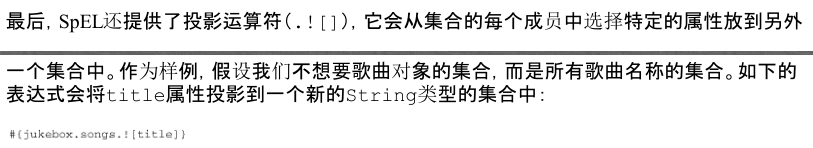 最后，SpEL还提供了投影运算符(.![])，它会从集合的每个成员中选择特定的属性放到另外
一个集合中。作为样例，假设我们不想要歌曲对象的集合，而是所有歌曲名称的集合。如下的
表达式会将title属性投影到一个新的String类型的集合中：
#{jukebox.songs.![title]}